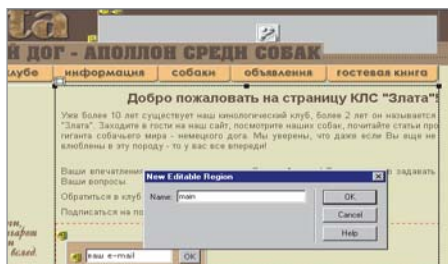 та
Й ДОГ - АПОЛЛОН СРЕДИ СОБАК
клубе информация собаки объявления гостевая книга
Добро пожаловать на страницу КЛС "Злата"!
Уже более 10 лет существует наш кинологический клуб, более 2 лет он называется
"Злата". Заходите в гости на наш сайт, посмотрите наших собак, почитайте статьи про
гиганта собачьего мира - немецкого дога. Мы уверены, что даже если Вы еще не
влюблены в эту породу - то у вас все впереди!
Ваши впечатления задавать
Ваши вопросы.
Обратиться в клуб
Подписаться на по
New Editable Region
Name: main
OK
Cancel
Help
вслед.
ваш e-mail OK